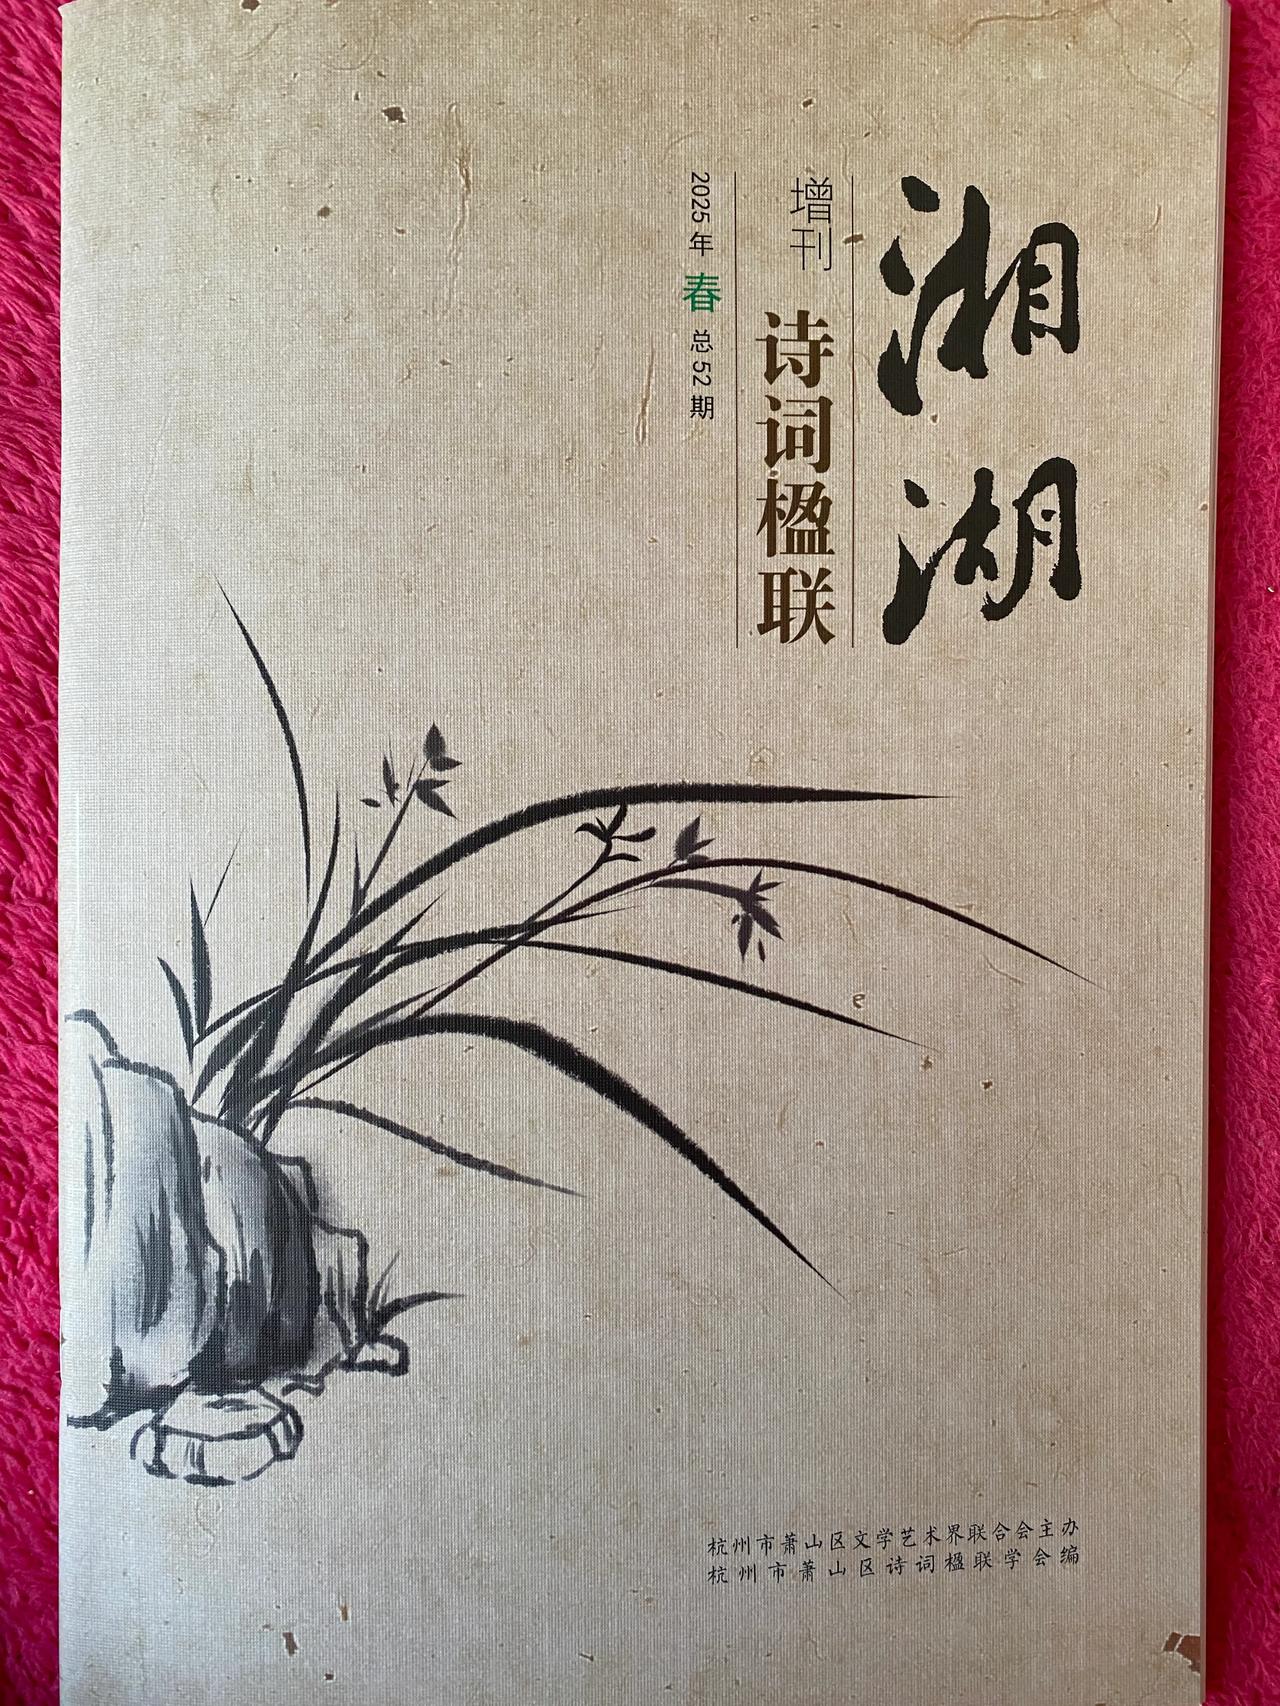 湘湖
增刊 诗词楹联
2025年 春 总52期
杭州市萧山区文学艺术界联合会主办
杭州市萧山区诗词楹联学会编